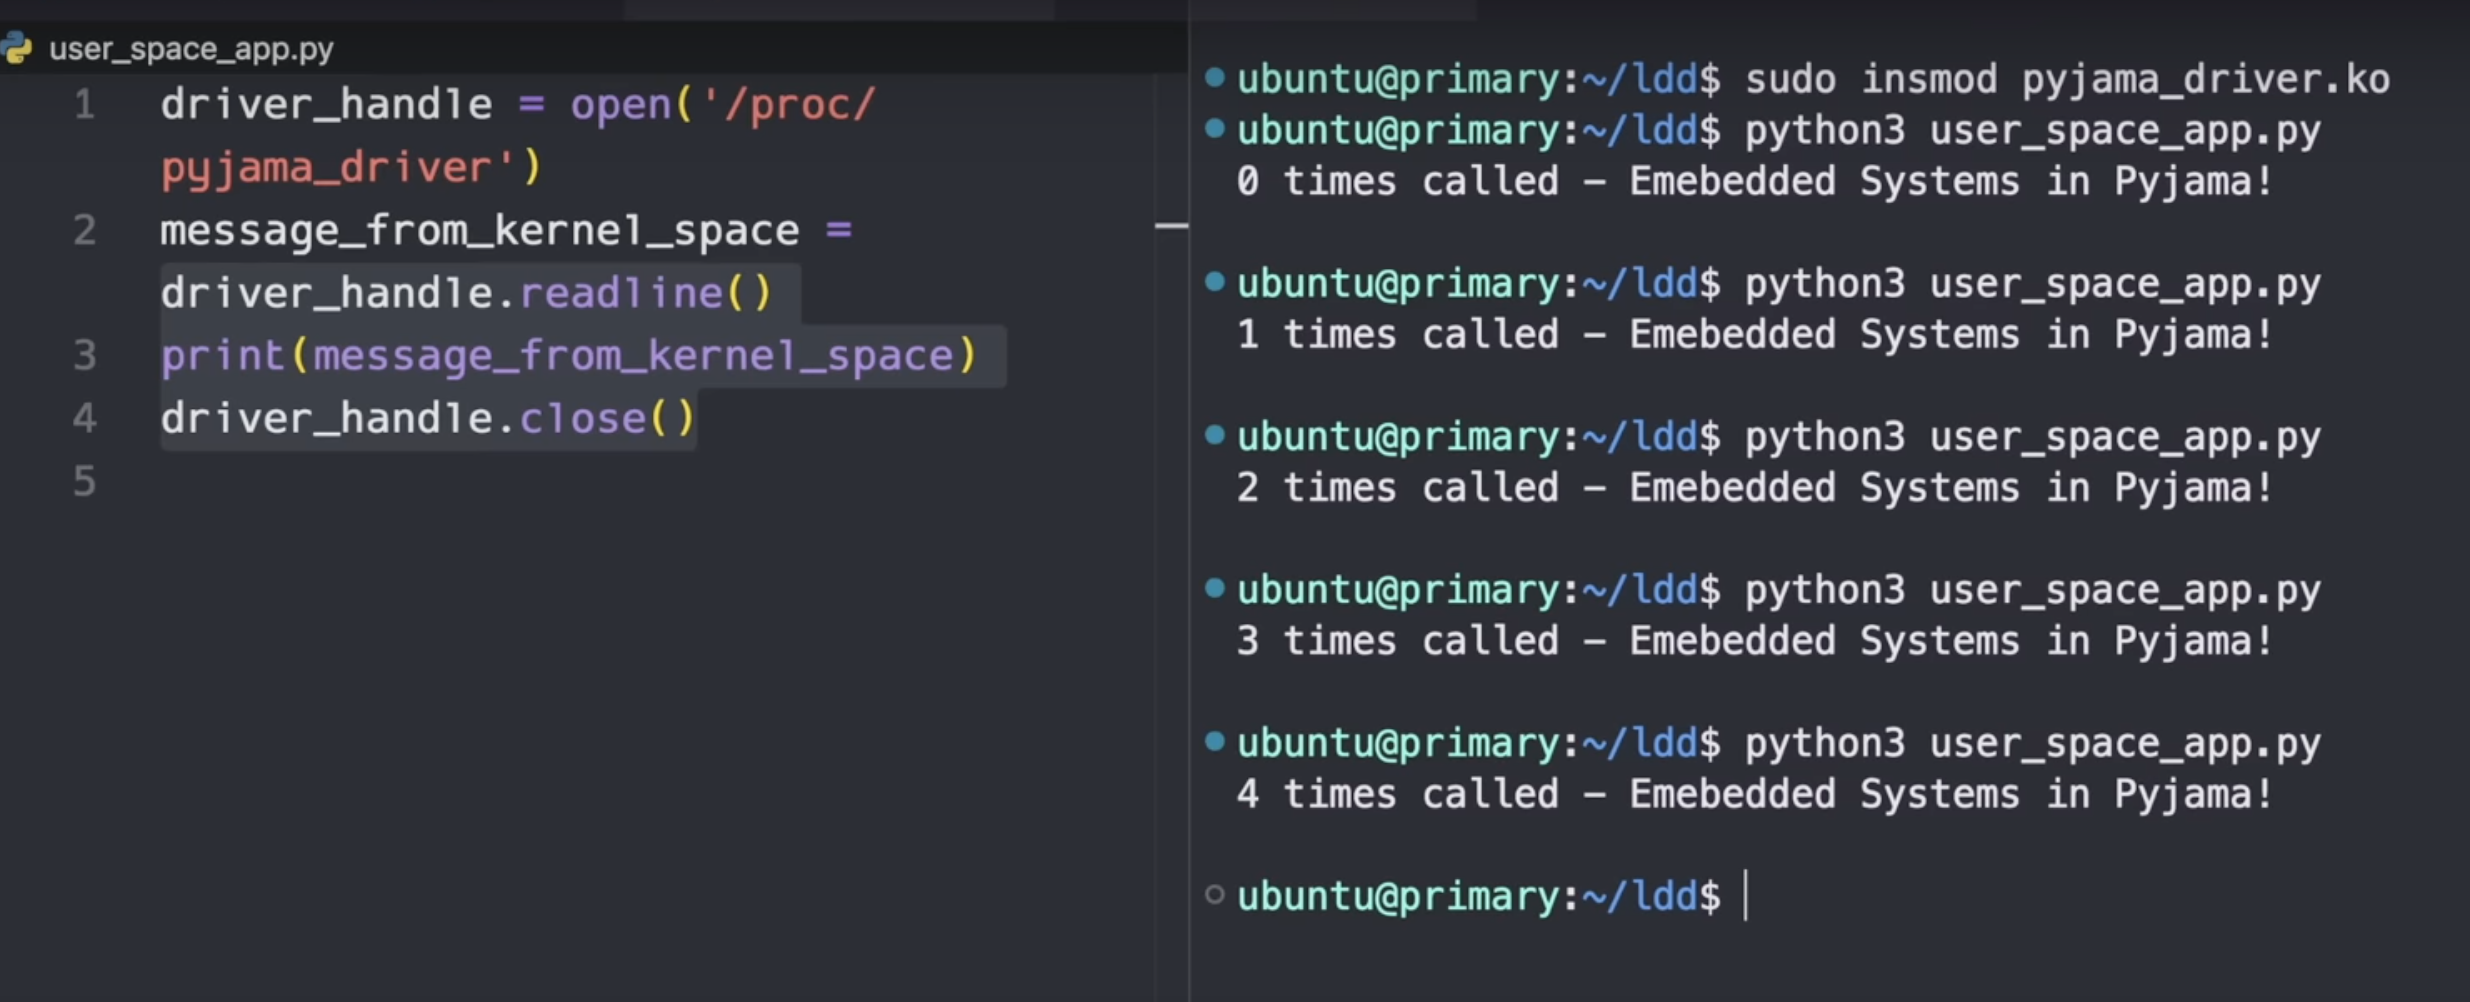 user_space_app.py
1 driver_handle = open('/proc/
pyjama_driver')
2 message_from_kernel_space =
driver_handle.readline()
3 print(message_from_kernel_space)
4 driver_handle.close()
5
ubuntu@primary:~/ldd$ sudo insmod pyjama_driver.ko
ubuntu@primary:~/ldd$ python3 user_space_app.py
0 times called - Emebedded Systems in Pyjama!
ubuntu@primary:~/ldd$ python3 user_space_app.py
1 times called - Emebedded Systems in Pyjama!
ubuntu@primary:~/ldd$ python3 user_space_app.py
2 times called - Emebedded Systems in Pyjama!
ubuntu@primary:~/ldd$ python3 user_space_app.py
3 times called - Emebedded Systems in Pyjama!
ubuntu@primary:~/ldd$ python3 user_space_app.py
4 times called - Emebedded Systems in Pyjama!
ubuntu@primary:~/ldd$